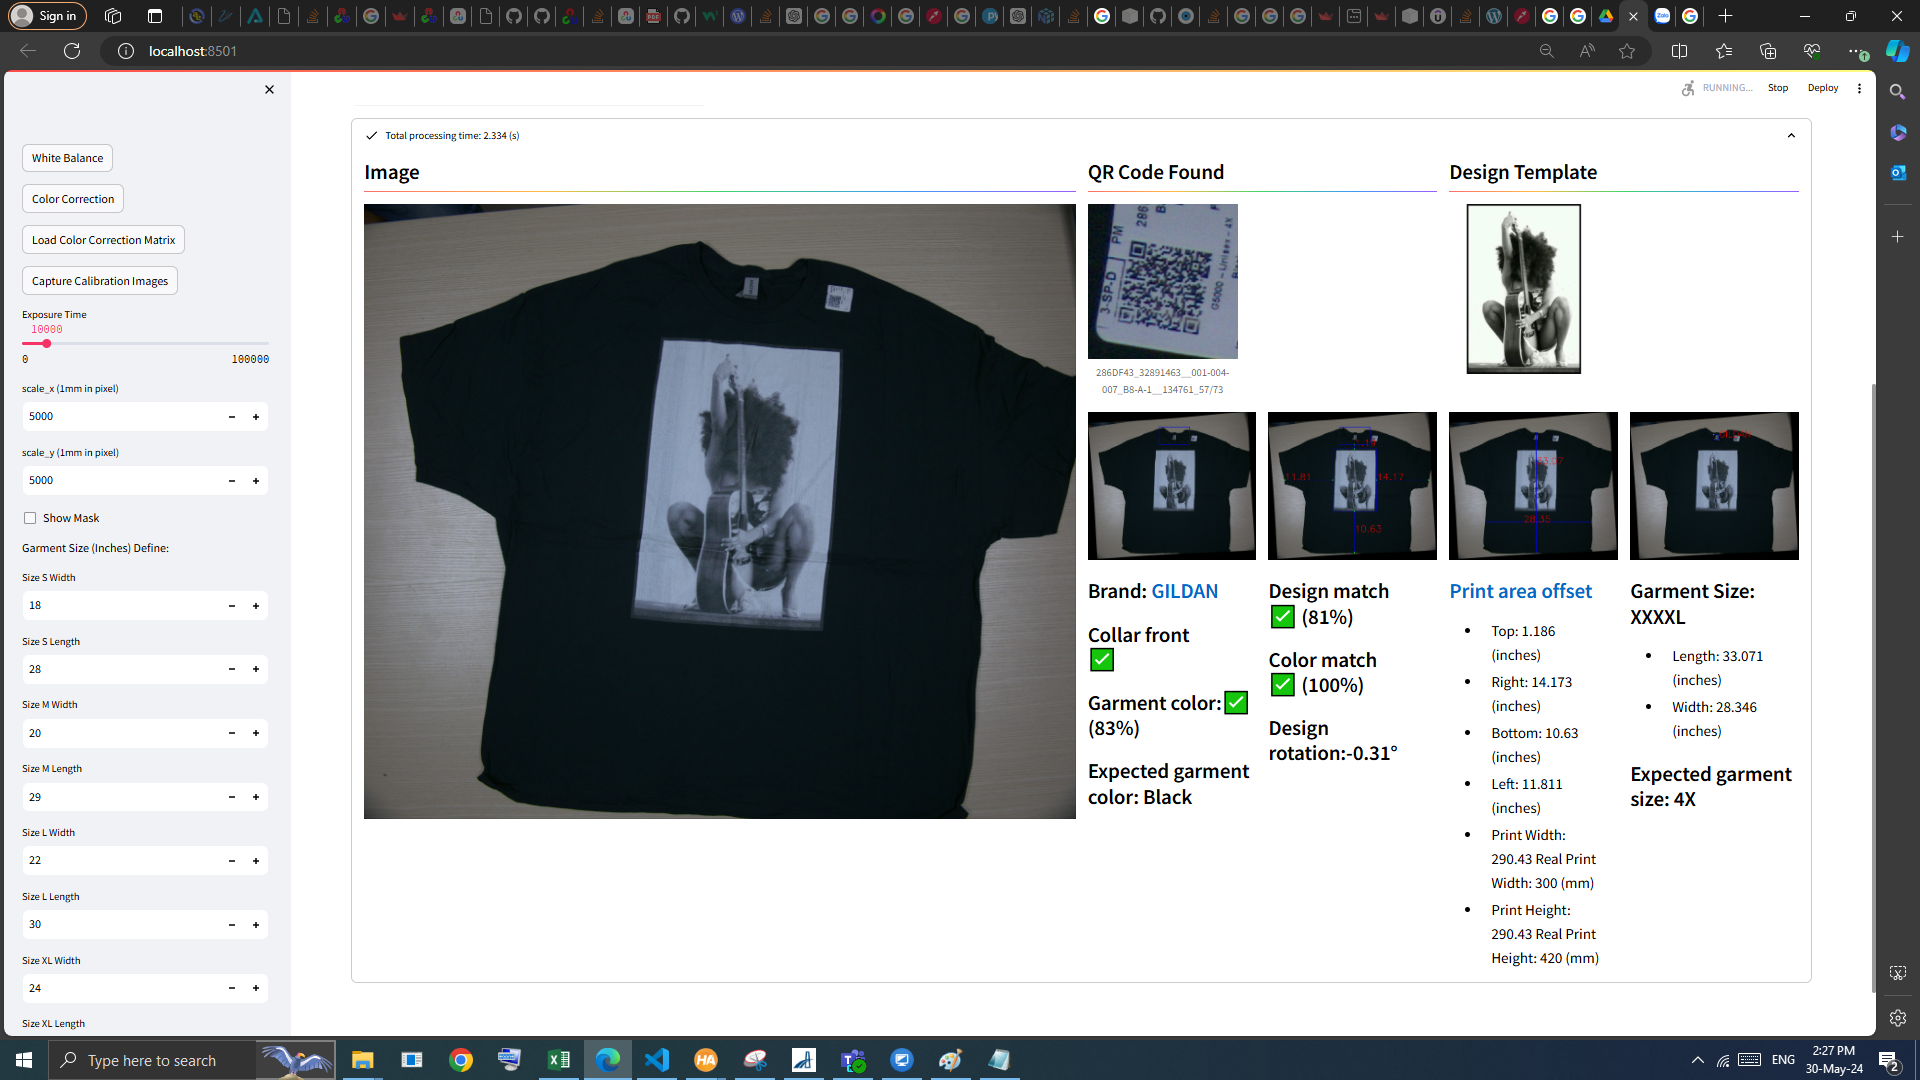 Sign in
localhost:8501
RUNNING...
Stop
Deploy
White Balance
Color Correction
Load Color Correction Matrix
Capture Calibration Images
Exposure Time
10000
0
100000
scale_x (1mm in pixel)
5000
scale_y (1mm in pixel)
5000
Show Mask
Garment Size (Inches) Define:
Size S Width
18
Size S Length
28
Size M Width
20
Size M Length
29
Size L Width
22
Size L Length
30
Size XL Width
24
Size XL Length
Total processing time: 2.334 (s)
Image
QR Code Found
3-SP-D
PM
286
G5000 - Unisex - 4X
286DF43_32891463__001-004-
007_B8-A-1__134761_57/73
Design Template
11.81
14.17
10.63
28.35
Brand: GILDAN
Collar front
Garment color:
(83%)
Expected garment
color: Black
Design match
(81%)
Color match
(100%)
Design
rotation:-0.31°
Print area offset
Top: 1.186
(inches)
Right: 14.173
(inches)
Bottom: 10.63
(inches)
Left: 11.811
(inches)
Print Width:
290.43 Real Print
Width: 300 (mm)
Print Height:
290.43 Real Print
Height: 420 (mm)
Garment Size:
XXXXL
Length: 33.071
(inches)
Width: 28.346
(inches)
Expected garment
size: 4X
Type here to search
ENG
2:27 PM
30-May-24
2